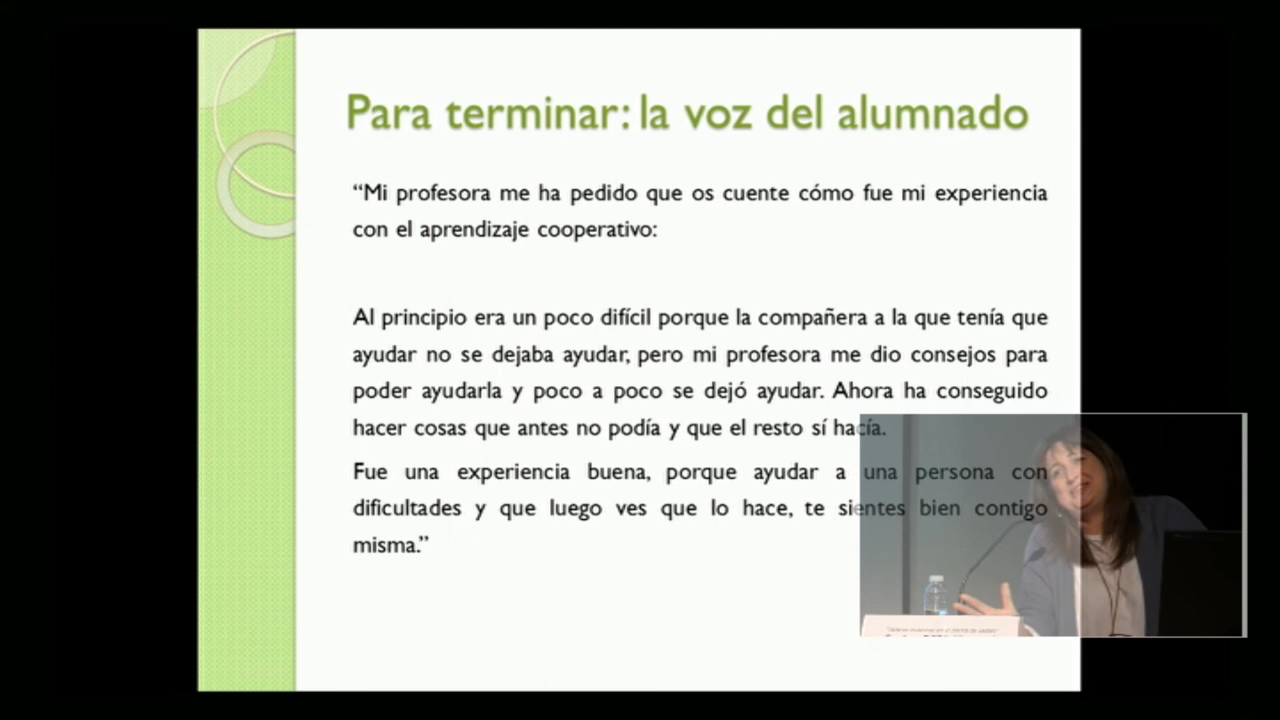 Para terminar: la voz del alumnado
“Mi profesora me ha pedido que os cuente cómo fue mi experiencia
con el aprendizaje cooperativo:
Al principio era un poco difícil porque la compañera a la que tenía que
ayudar no se dejaba ayudar, pero mi profesora me dio consejos para
poder ayudarla y poco a poco se dejó ayudar. Ahora ha conseguido
hacer cosas que antes no podía y que el resto sí hacía.
Fue una experiencia buena, porque ayudar a una persona con
dificultades y que luego ves que lo hace, te sientes bien contigo
misma.”